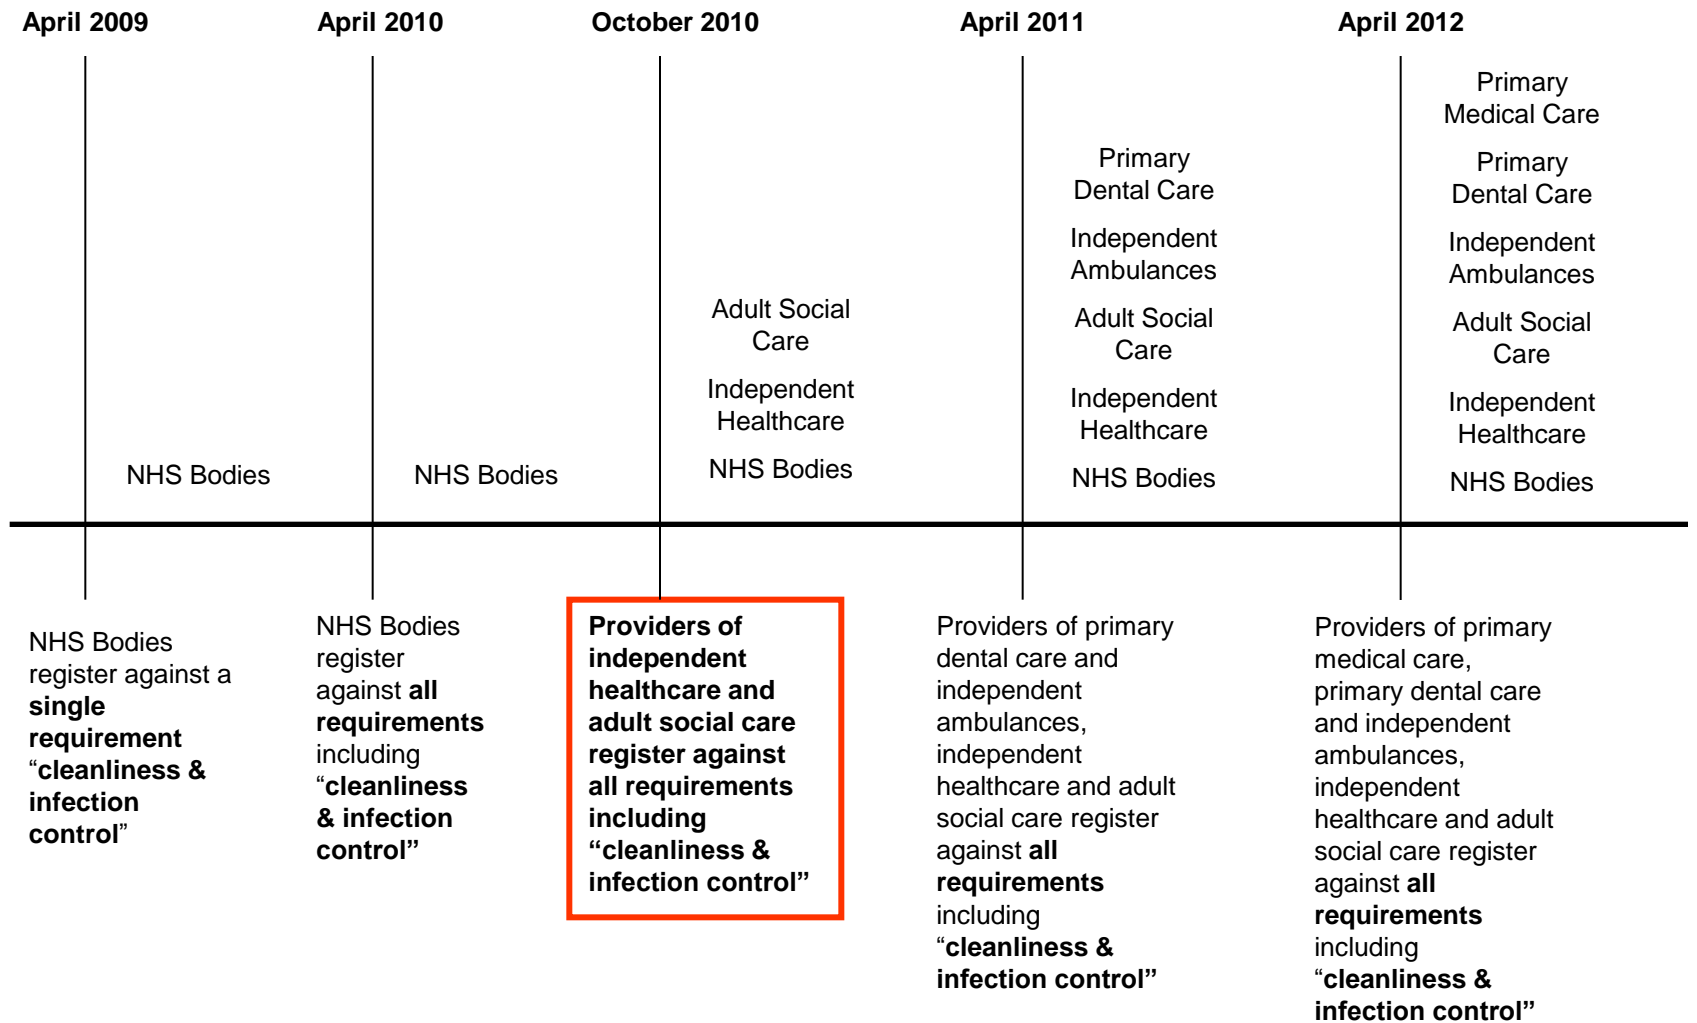 April 2009
April 2010
October 2010
April 2011
April 2012
NHS Bodies
NHS Bodies
Adult Social
Care
Independent
Healthcare
NHS Bodies
Primary
Dental Care
Independent
Ambulances
Adult Social
Care
Independent
Healthcare
NHS Bodies
Primary
Medical Care
Primary
Dental Care
Independent
Ambulances
Adult Social
Care
Independent
Healthcare
NHS Bodies
NHS Bodies
register against a
single
requirement
“cleanliness &
infection
control”
NHS Bodies
register
against all
requirements
including
“cleanliness
& infection
control”
Providers of
independent
healthcare and
adult social care
register against
all requirements
including
“cleanliness &
infection control”
Providers of primary
dental care and
independent
ambulances,
independent
healthcare and adult
social care register
against all
requirements
including
“cleanliness &
infection control”
Providers of primary
medical care,
primary dental care
and independent
ambulances,
independent
healthcare and adult
social care register
against all
requirements
including
“cleanliness &
infection control”